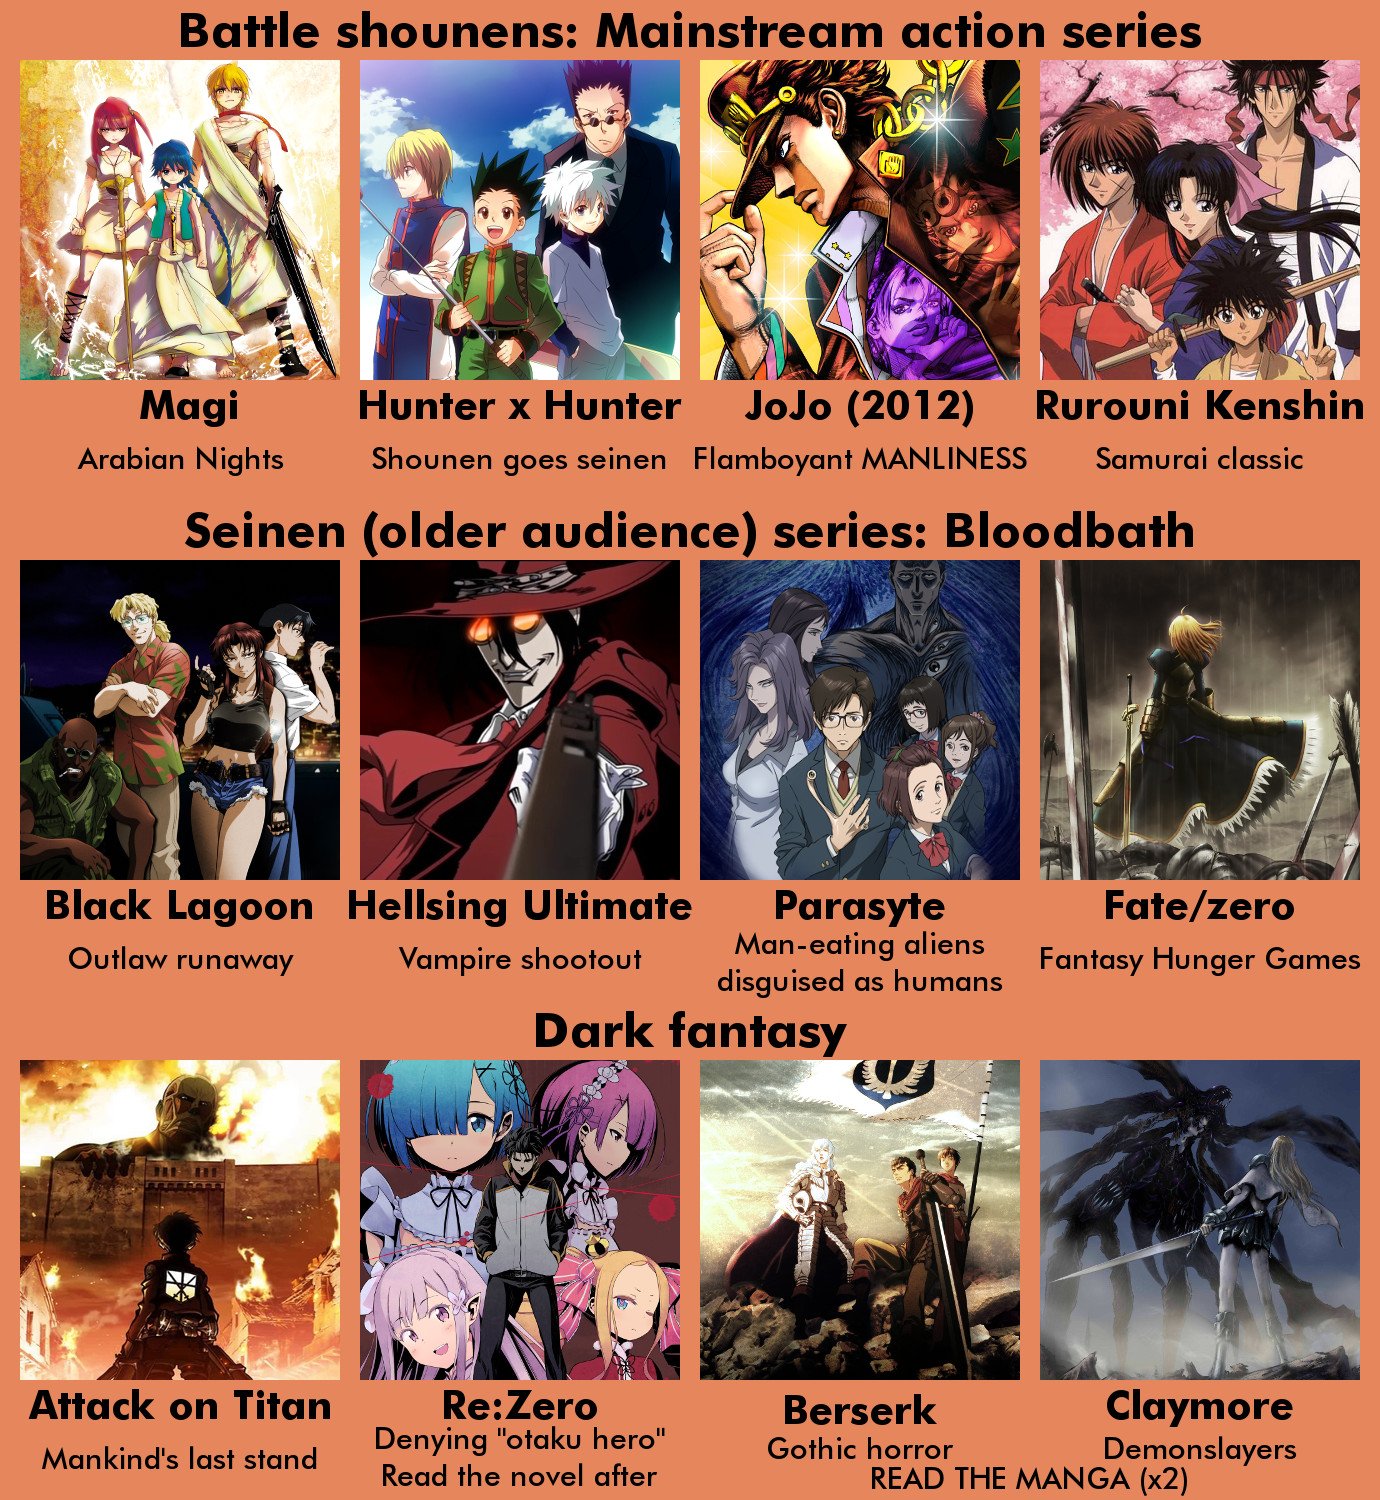 Battle shounens: Mainstream action series
Magi
Hunter x Hunter
JoJo (2012)
Rurouni Kenshin
Arabian Nights
Shounen goes seinen
Flamboyant MANLINESS
Samurai classic
Seinen (older audience) series: Bloodbath
Black Lagoon
Hellsing Ultimate
Parasyte
Fate/zero
Outlaw runaway
Vampire shootout
Man-eating aliens
disguised as humans
Fantasy Hunger Games
Dark fantasy
Attack on Titan
Re:Zero
Berserk
Claymore
Mankind's last stand
Denying "otaku hero"
Read the novel after
Gothic horror
Demonslayers
READ THE MANGA (x2)